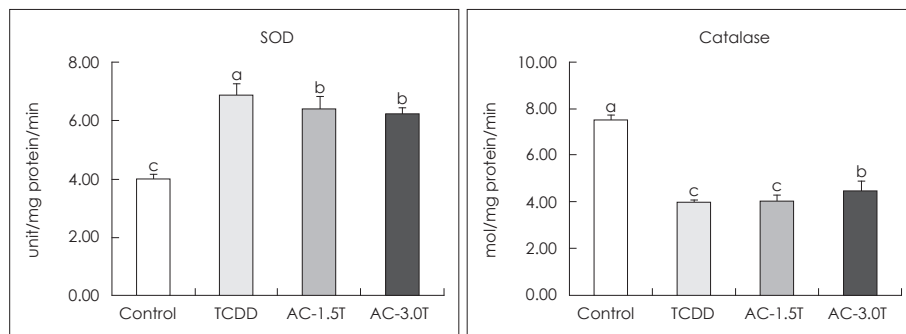 SOD
unit/mg protein/min
8.00
6.00
4.00
2.00
0.00
c
a
b
b
Control TCDD AC-1.5T AC-3.0T
Catalase
mol/mg protein/min
10.00
8.00
6.00
4.00
2.00
0.00
a
c
c
b
Control TCDD AC-1.5T AC-3.0T